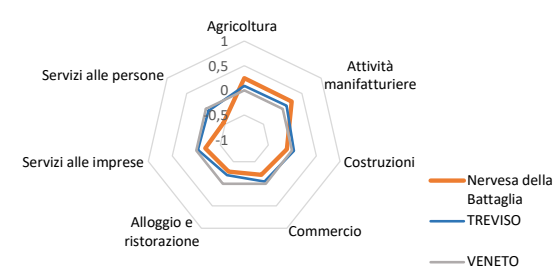 Agricoltura
1
0,5
0
-0,5
-1
Attività
manifatturiere
Costruzioni
Commercio
Alloggio e
ristorazione
Servizi alle imprese
Servizi alle persone
Nervesa della
Battaglia
TREVISO
VENETO